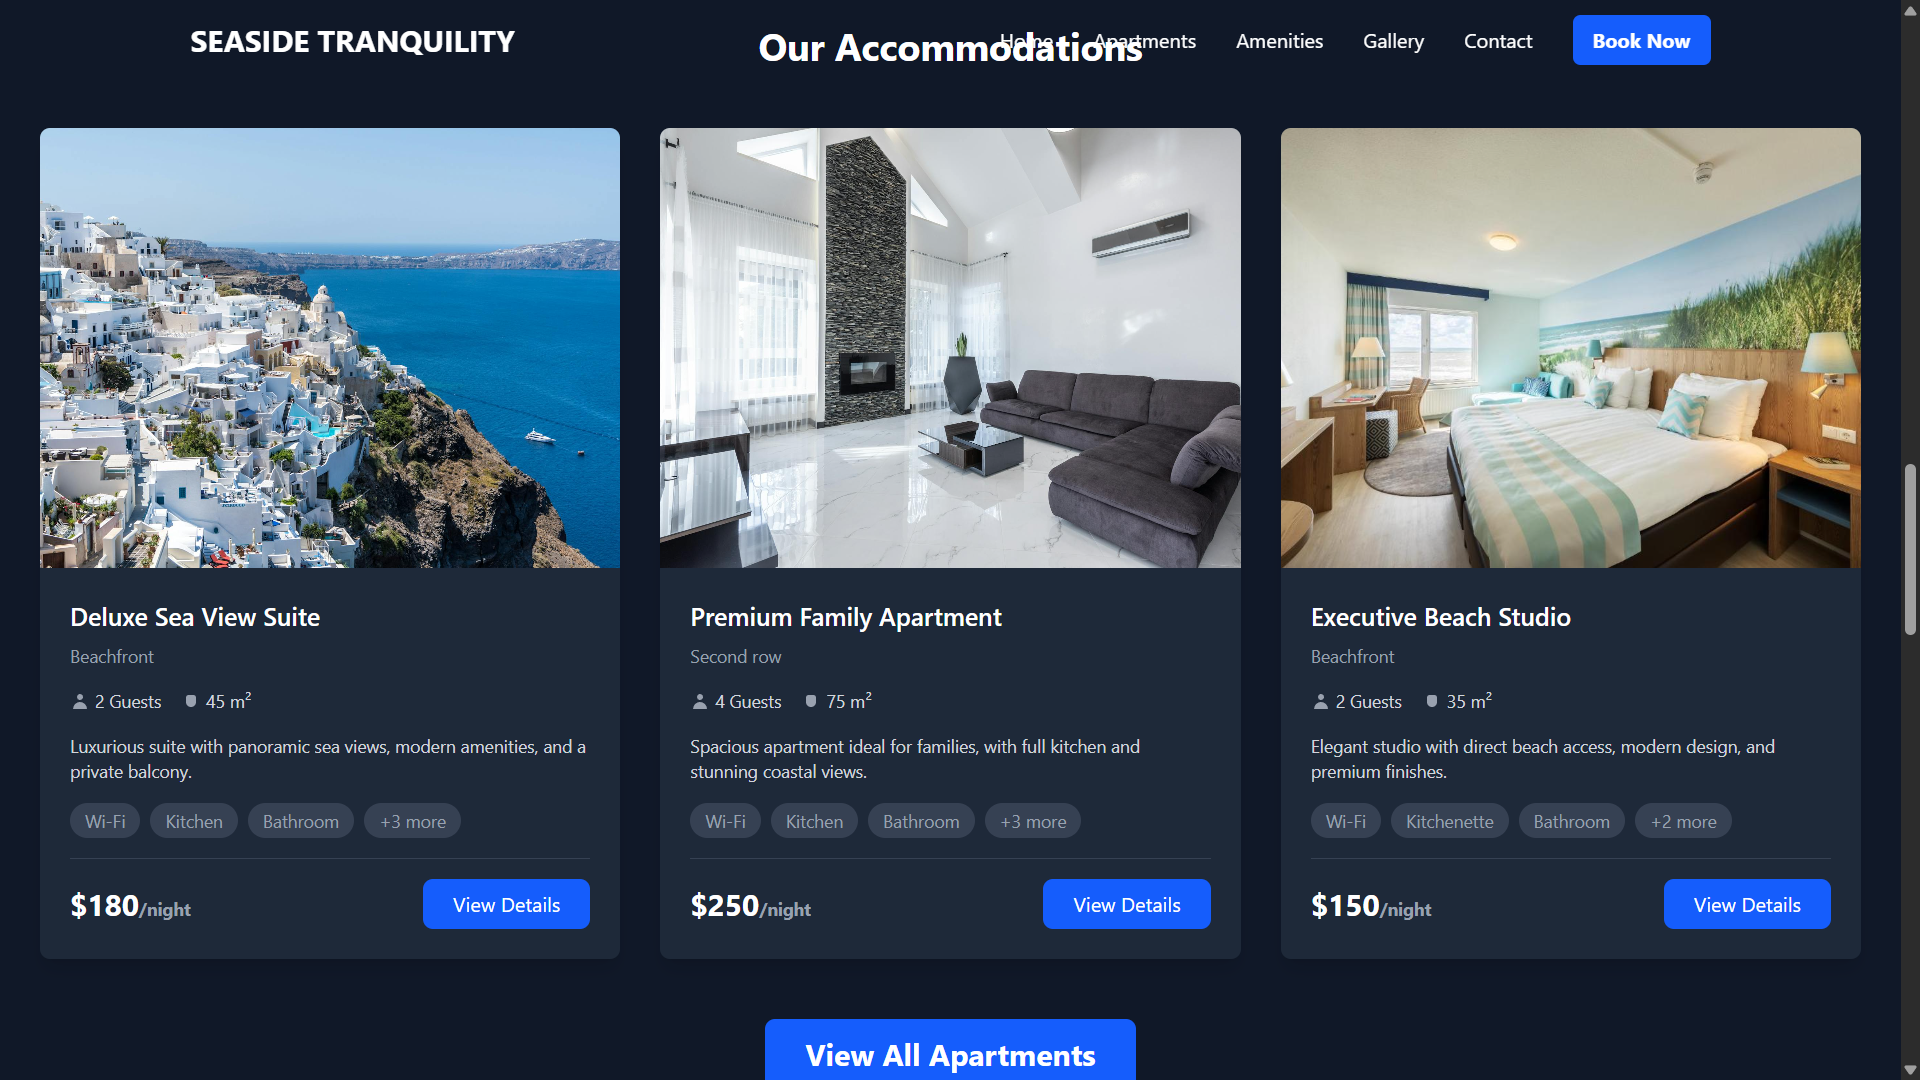 SEASIDE TRANQUILITY
Our Accommodations
Home
Apartments
Amenities
Gallery
Contact
Book Now
Deluxe Sea View Suite
Beachfront
2 Guests
45 m²
Luxurious suite with panoramic sea views, modern amenities, and a
private balcony.
Wi-Fi
Kitchen
Bathroom
+3 more
$180/night
View Details
Premium Family Apartment
Second row
4 Guests
75 m²
Spacious apartment ideal for families, with full kitchen and
stunning coastal views.
Wi-Fi
Kitchen
Bathroom
+3 more
$250/night
View Details
Executive Beach Studio
Beachfront
2 Guests
35 m²
Elegant studio with direct beach access, modern design, and
premium finishes.
Wi-Fi
Kitchenette
Bathroom
+2 more
$150/night
View Details
View All Apartments